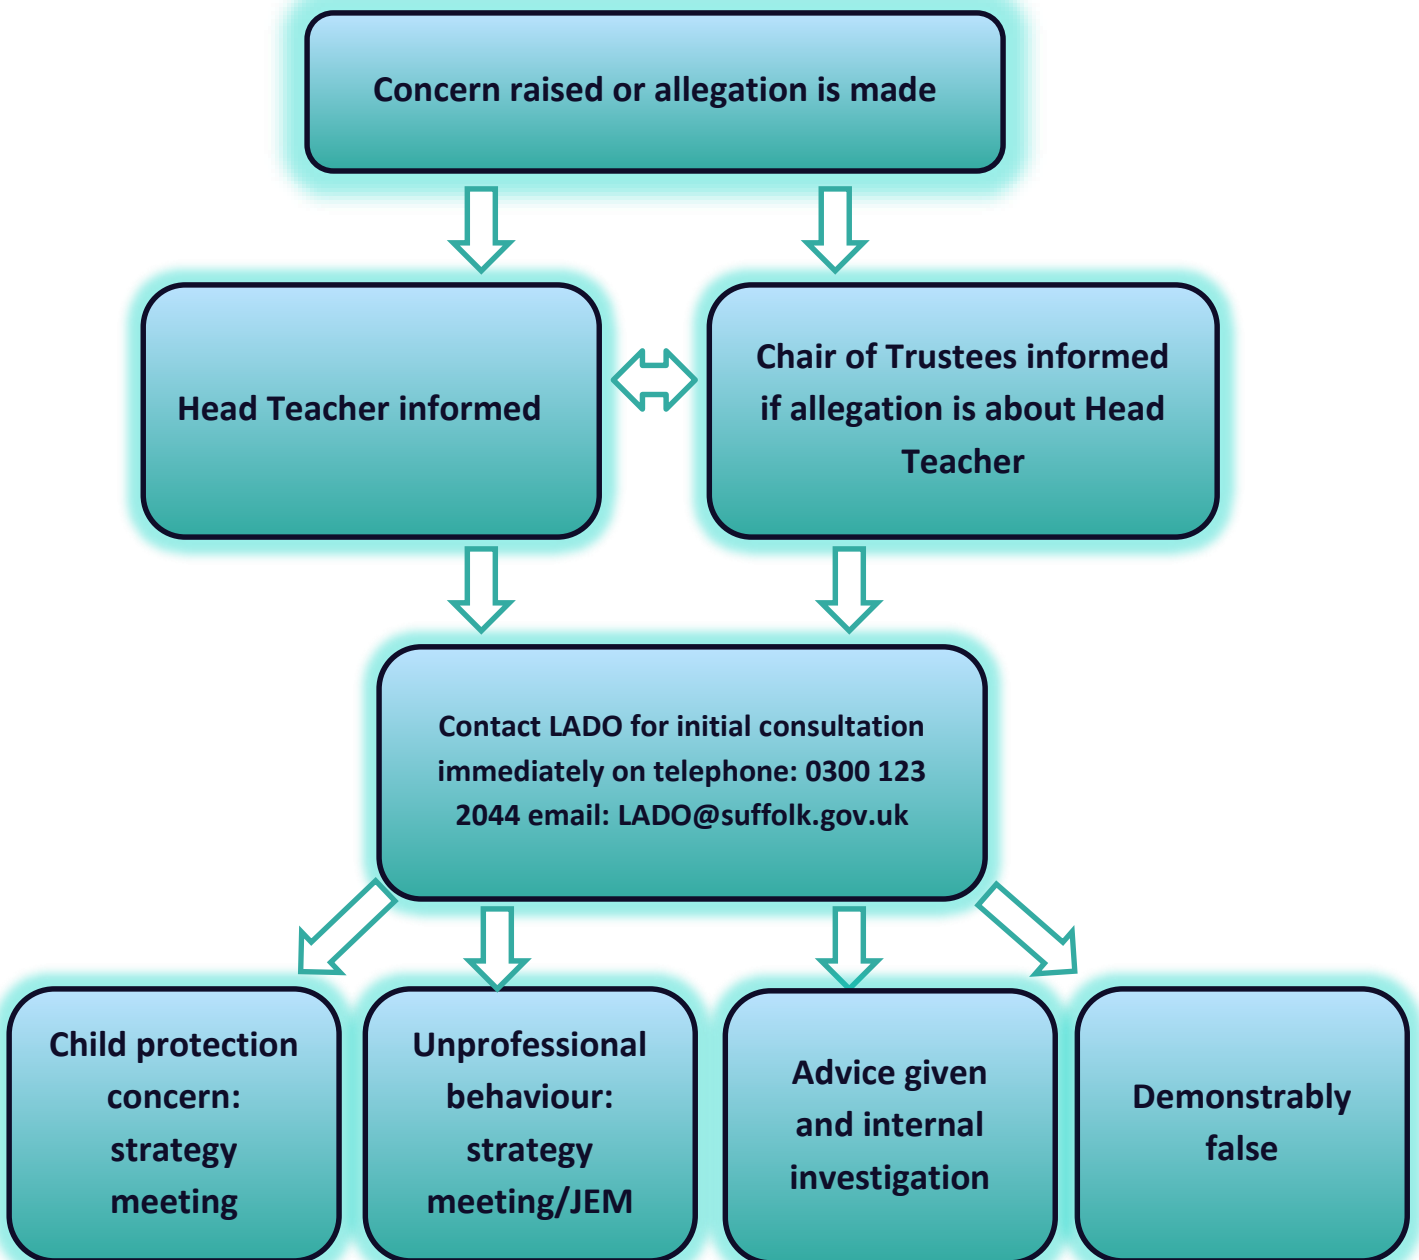 Concern raised or allegation is made
Head Teacher informed
Chair of Trustees informed
if allegation is about Head
Teacher
Contact LADO for initial consultation
immediately on telephone: 0300 123
2044 email: LADO@suffolk.gov.uk
Child protection
concern:
strategy
meeting
Unprofessional
behaviour:
strategy
meeting/JEM
Advice given
and internal
investigation
Demonstrably
false